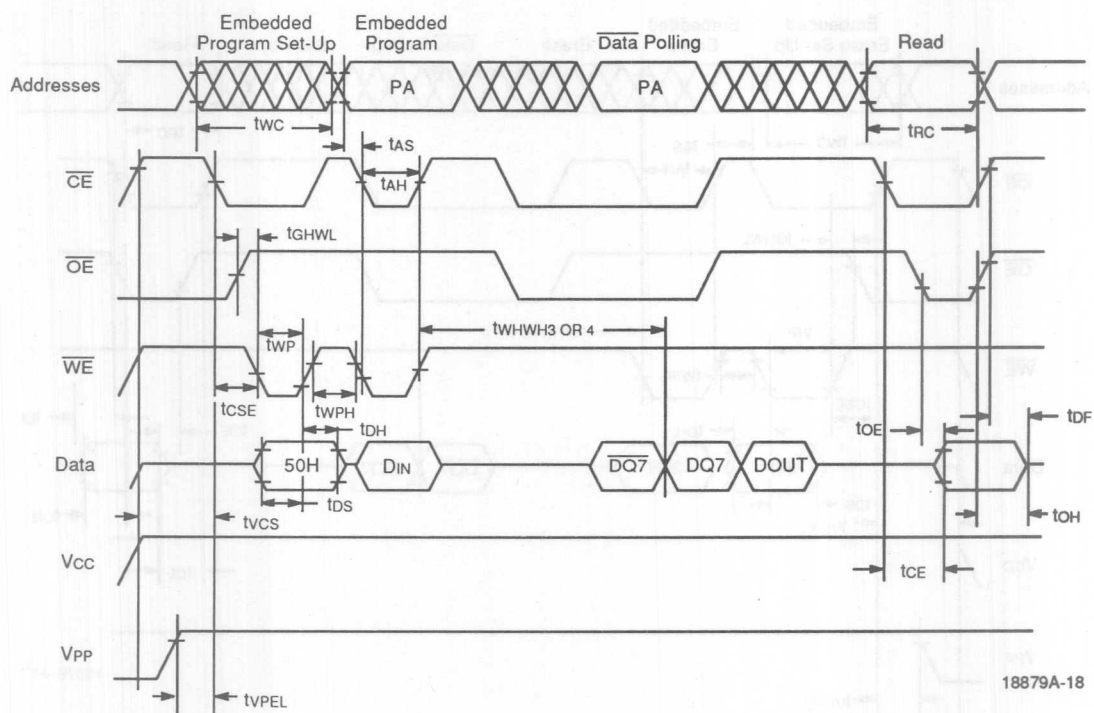 Embedded
Program Set-Up
Embedded
Program
Data Polling
Read
Addresses
PA
PA
tWC
tRC
tAS
CE
tAH
tGHWL
OE
tWHWH3 OR 4
tWP
WE
tCSE
tWPH
tDH
tOE
tDF
Data
50H
DIN
DQ7
DQ7
DOUT
tDS
tVCS
tOH
VCC
tCE
VPP
tVPEL
18879A-18